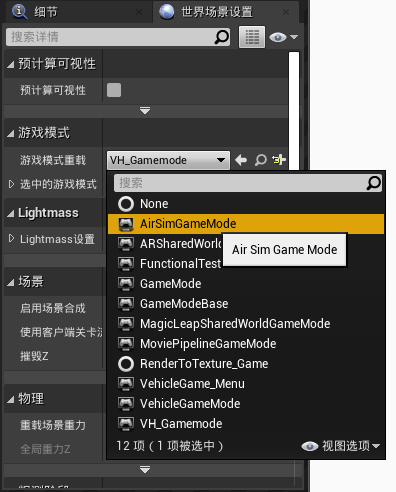 细节
世界场景设置
搜索详情
预计算可视性
预计算可视性
游戏模式
游戏模式重载
VH_Gamemode
选中的游戏模式
搜索
None
AirSimGameMode
ARSharedWorl
Air Sim Game Mode
FunctionalTest
GameMode
GameModeBase
MagicLeapSharedWorldGameMode
MoviePipelineGameMode
RenderToTexture_Game
VehicleGame_Menu
VehicleGameMode
VH_Gamemode
12 项（1 项被选中）
视图选项
Lightmass
Lightmass设置
场景
启用场景合成
使用客户端关卡
摧毁Z
物理
重载场景重力
全局重力Z